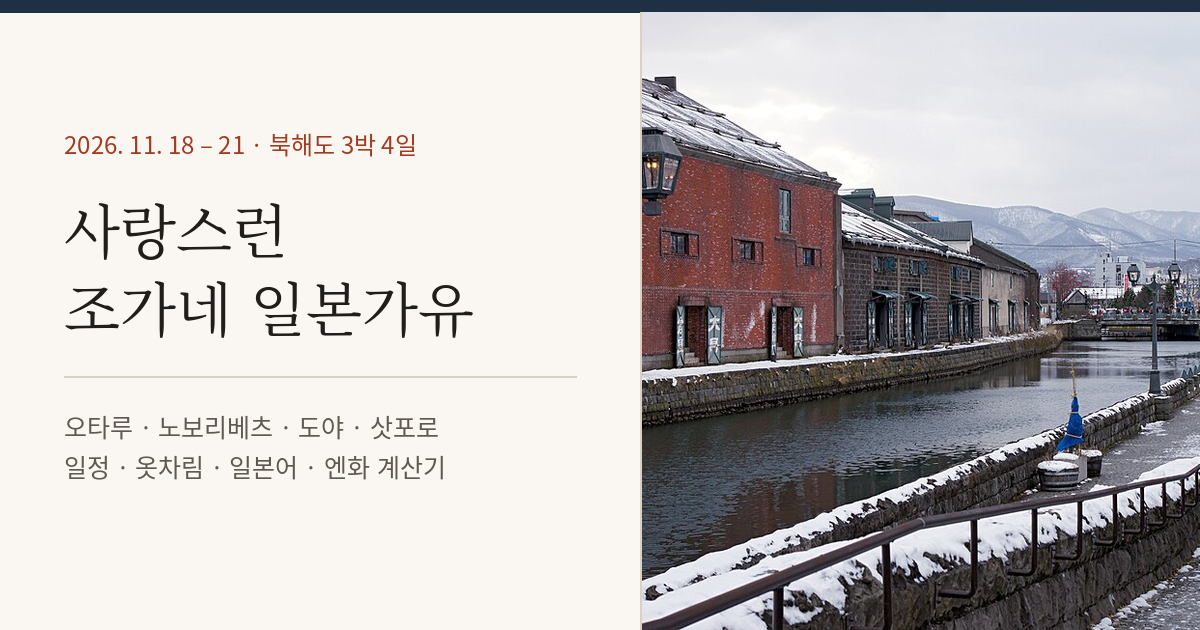 2026. 11. 18 – 21 · 북해도 3박 4일
사랑스런
조가네 일본가유
오타루 · 노보리베츠 · 도야 · 삿포로
일정 · 옷차림 · 일본어 · 엔화 계산기